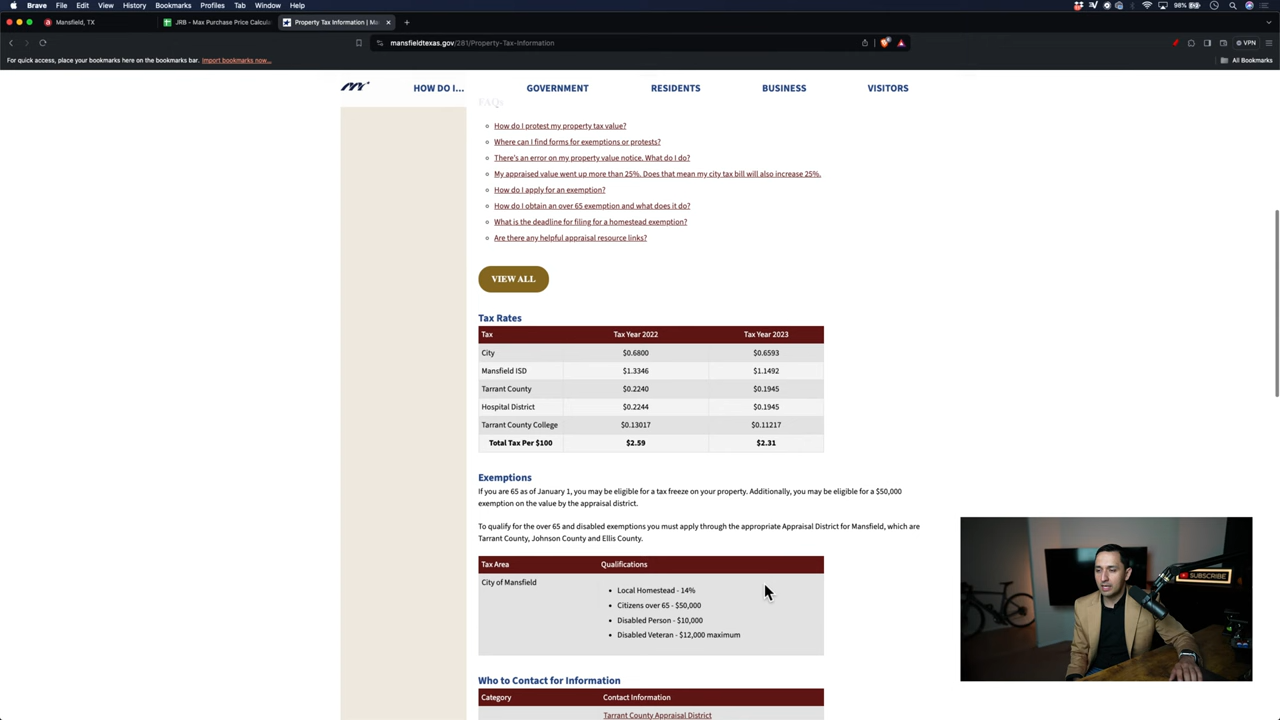 Brave File Edit View History Bookmarks Profiles Tab Window Help
98%
Mansfield, TX
JRB - Max Purchase Price Calcul
Property Tax Information | Ma
mansfieldtexas.gov/281/Property-Tax-Information
VPN
For quick access, place your bookmarks here on the bookmarks bar. Import bookmarks now...
All Bookmarks
HOW DO I... GOVERNMENT RESIDENTS BUSINESS VISITORS
FAQs
How do I protest my property tax value?
Where can I find forms for exemptions or protests?
There's an error on my property value notice. What do I do?
My appraised value went up more than 25%. Does that mean my city tax bill will also increase 25%.
How do I apply for an exemption?
How do I obtain an over 65 exemption and what does it do?
What is the deadline for filing for a homestead exemption?
Are there any helpful appraisal resource links?
VIEW ALL
Tax Rates
Tax Tax Year 2022 Tax Year 2023
City $0.6800 $0.6593
Mansfield ISD $1.3346 $1.1492
Tarrant County $0.2240 $0.1945
Hospital District $0.2244 $0.1945
Tarrant County College $0.13017 $0.11217
Total Tax Per $100 $2.59 $2.31
Exemptions
If you are 65 as of January 1, you may be eligible for a tax freeze on your property. Additionally, you may be eligible for a $50,000
exemption on the value by the appraisal district.
To qualify for the over 65 and disabled exemptions you must apply through the appropriate Appraisal District for Mansfield, which are
Tarrant County, Johnson County and Ellis County.
Tax Area Qualifications
City of Mansfield
Local Homestead - 14%
Citizens over 65 - $50,000
Disabled Person - $10,000
Disabled Veteran - $12,000 maximum
SUBSCRIBE
Who to Contact for Information
Category Contact Information
Tarrant County Appraisal District